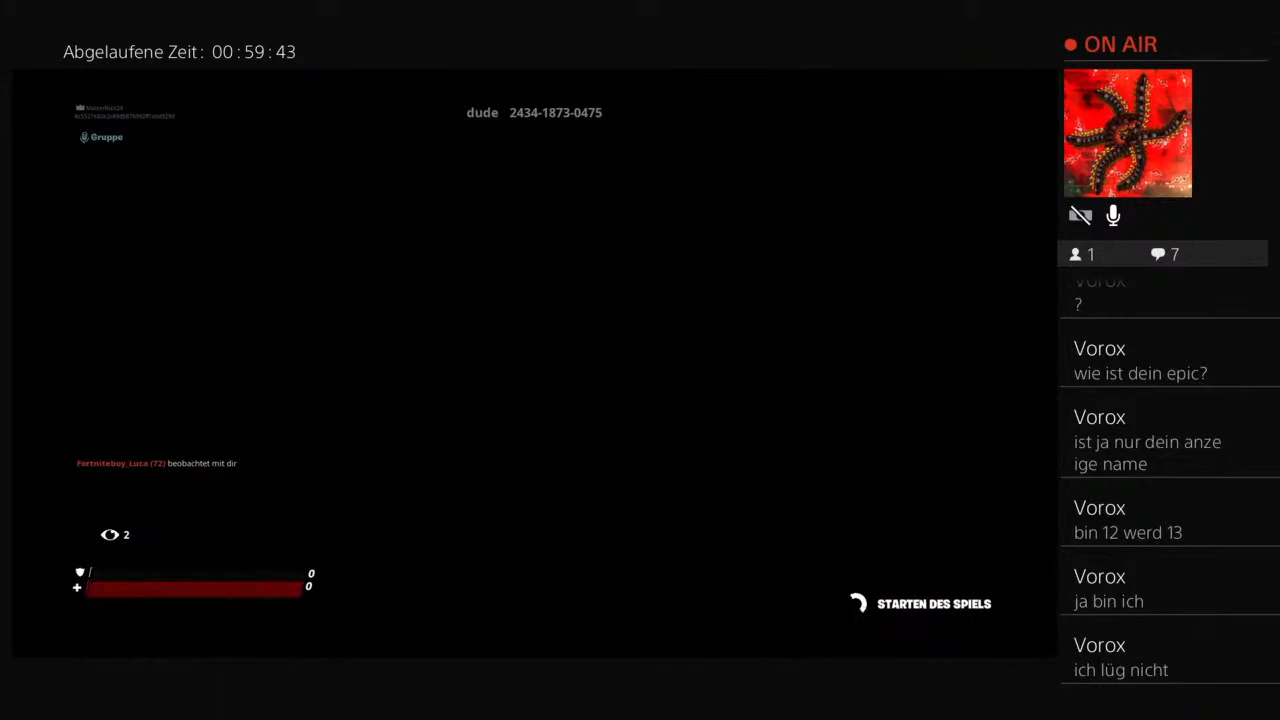 Abgelaufene Zeit: 00:59:43
ON AIR
MasterNico24
dude 2434-1873-0475
Gruppe
1 7
Vorox
?
Vorox
wie ist dein epic?
Vorox
ist ja nur dein anze
ige name
Vorox
bin 12 werd 13
Vorox
ja bin ich
Vorox
ich lüg nicht
Fortniteboy_Luca (72) beobachtet mit dir
2
0
0
STARTEN DES SPIELS